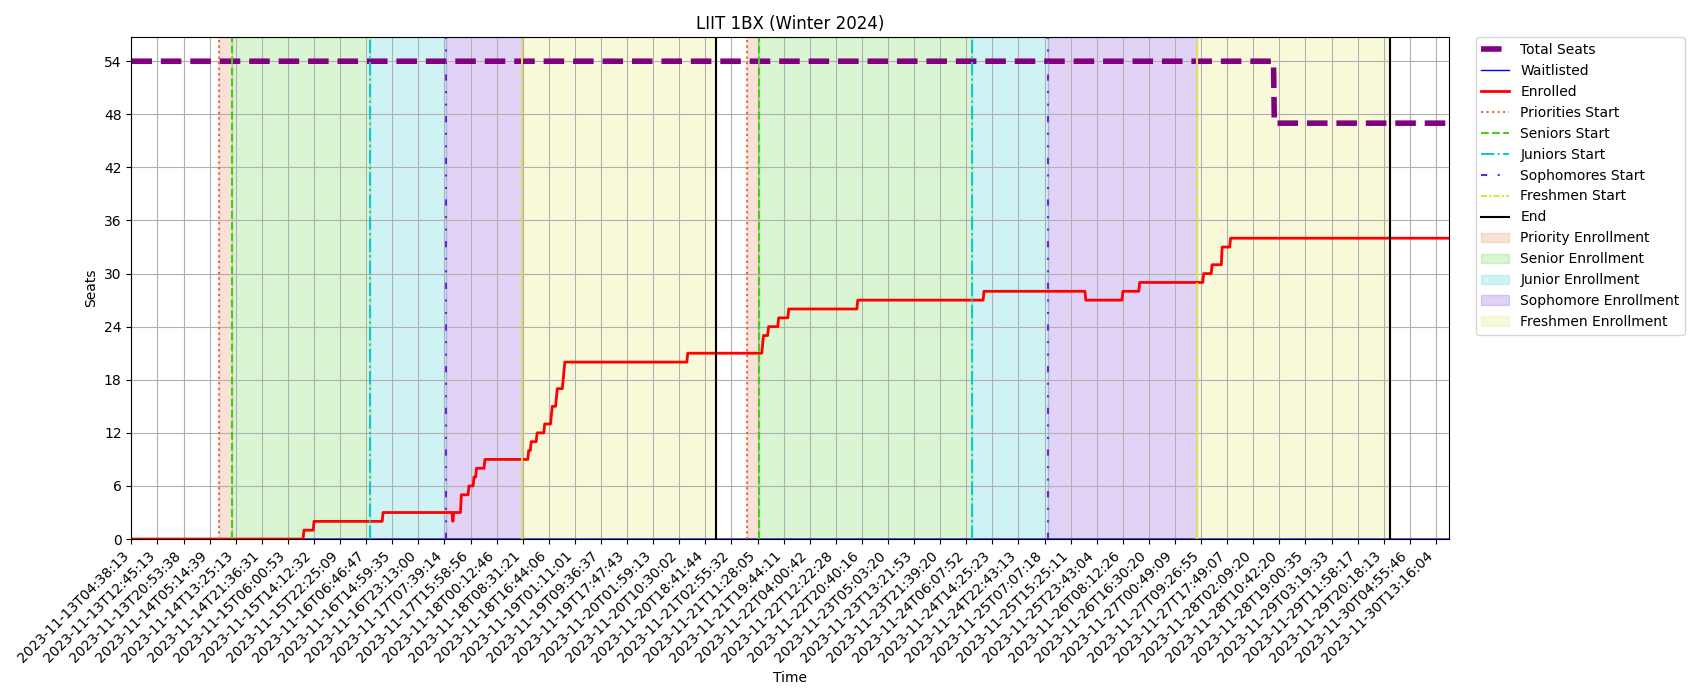 LIIT 1BX (Winter 2024)
Seats
54
48
42
36
30
24
18
12
6
0
2023-11-13T04:38:13
2023-11-13T12:45:13
2023-11-13T20:53:38
2023-11-14T05:14:39
2023-11-14T13:25:13
2023-11-14T21:36:31
2023-11-15T06:00:53
2023-11-15T14:12:32
2023-11-15T22:25:09
2023-11-16T06:46:47
2023-11-16T14:59:35
2023-11-16T23:13:00
2023-11-17T07:39:14
2023-11-17T15:58:56
2023-11-18T00:12:46
2023-11-18T08:31:21
2023-11-18T16:44:06
2023-11-19T01:11:01
2023-11-19T09:36:37
2023-11-19T17:47:43
2023-11-20T01:59:13
2023-11-20T10:30:02
2023-11-20T18:41:44
2023-11-21T02:55:32
2023-11-21T11:28:05
2023-11-21T19:44:11
2023-11-22T04:00:42
2023-11-22T12:22:28
2023-11-22T20:40:16
2023-11-23T05:03:20
2023-11-23T13:21:53
2023-11-23T21:39:20
2023-11-24T06:07:52
2023-11-24T14:25:23
2023-11-24T22:43:13
2023-11-25T07:07:18
2023-11-25T15:25:11
2023-11-25T23:43:04
2023-11-26T08:12:26
2023-11-26T16:30:20
2023-11-27T00:49:09
2023-11-27T09:26:55
2023-11-27T17:49:07
2023-11-28T02:09:20
2023-11-28T10:42:20
2023-11-28T19:00:35
2023-11-29T03:19:33
2023-11-29T11:58:17
2023-11-29T20:18:13
2023-11-30T04:55:46
2023-11-30T13:16:04
Time
Total Seats
Waitlisted
Enrolled
Priorities Start
Seniors Start
Juniors Start
Sophomores Start
Freshmen Start
End
Priority Enrollment
Senior Enrollment
Junior Enrollment
Sophomore Enrollment
Freshmen Enrollment